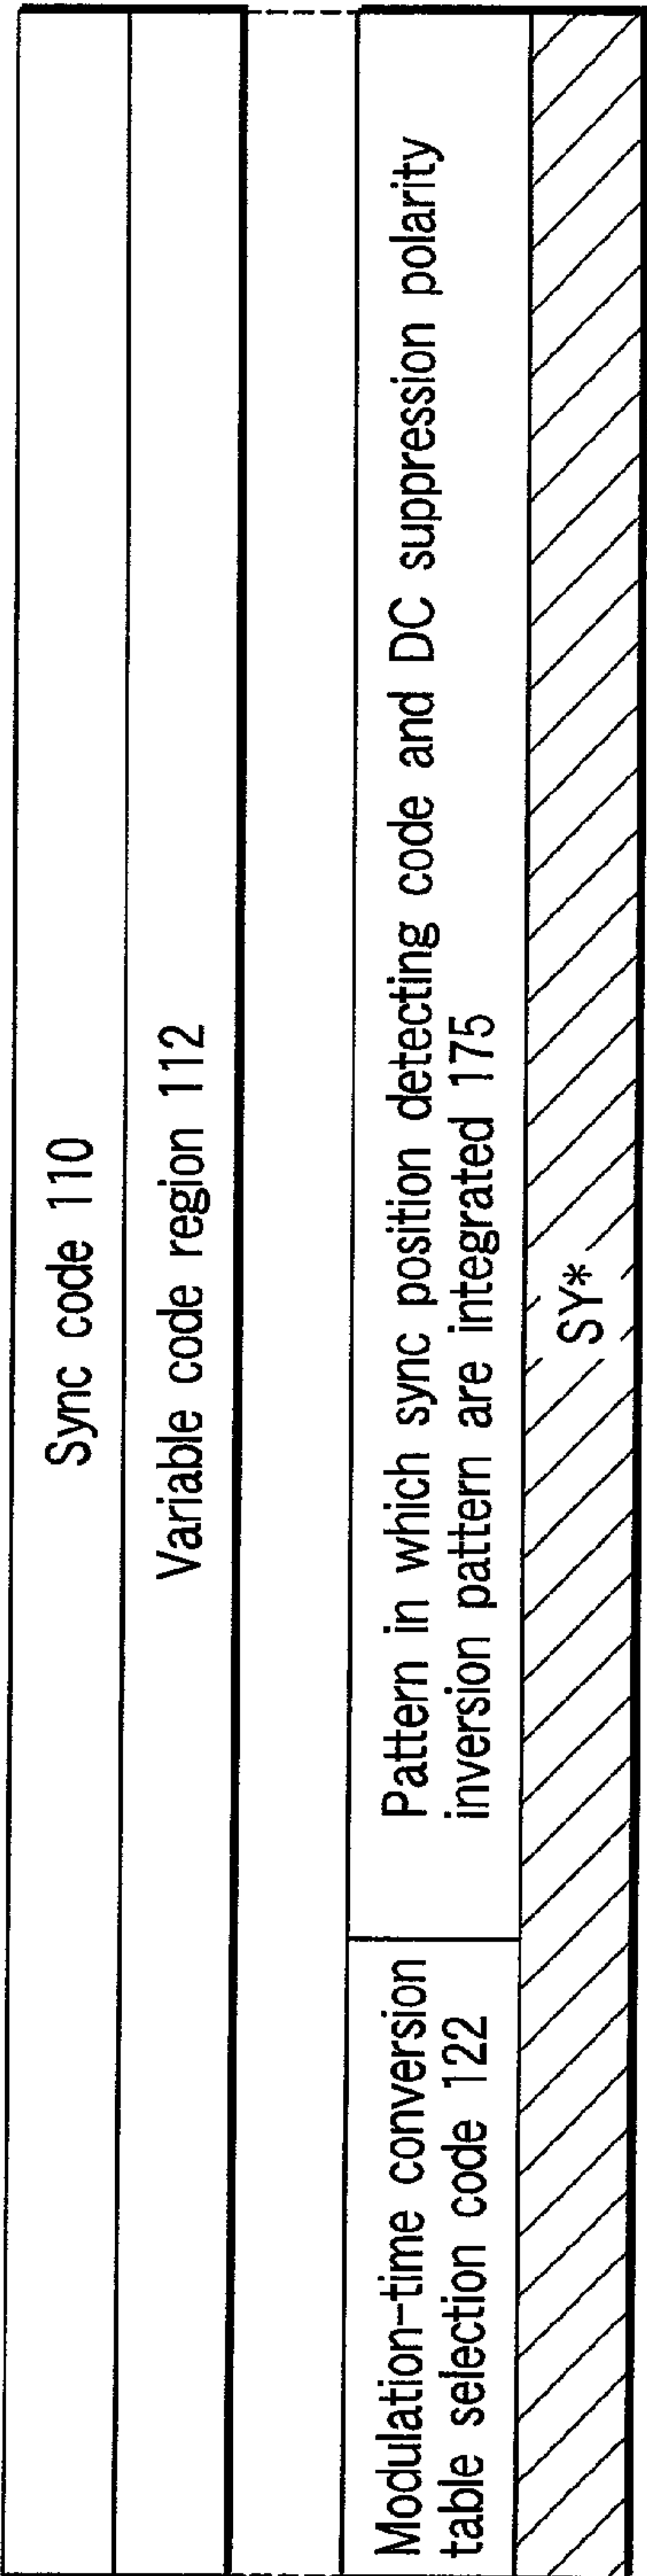 Sync code 110
Variable code region 112
Modulation-time conversion
table selection code 122
Pattern in which sync position detecting code and DC suppression polarity
inversion pattern are integrated 175
SY*